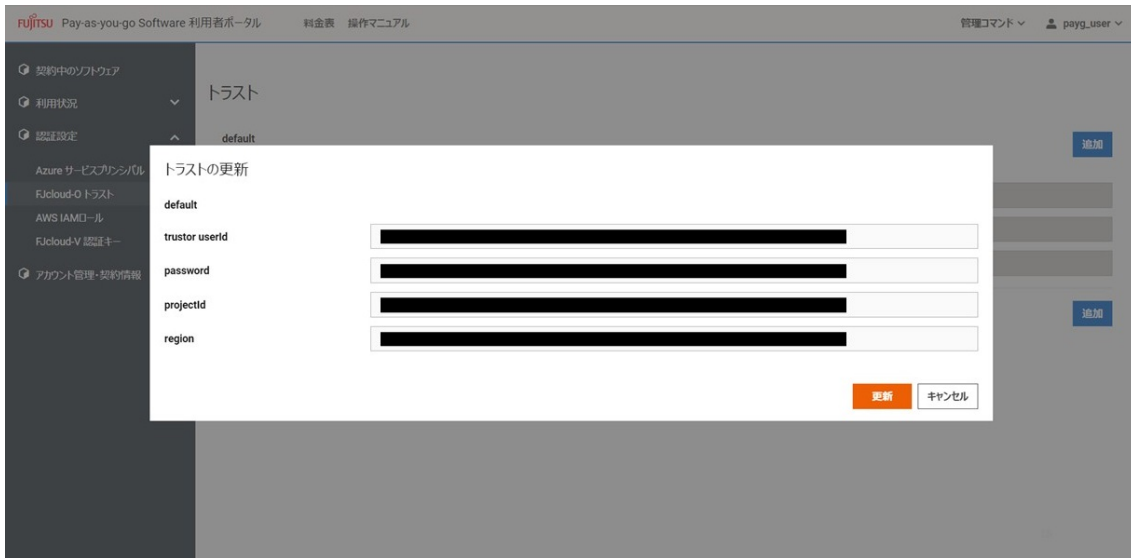 FUJITSU Pay-as-you-go Software 利用者ポータル 料金表 操作マニュアル 管理コマンド payg_user
契約中のソフトウェア
利用状況
認証設定
Azure サービスプリンシパル
FJcloud-O トラスト
AWS IAMロール
FJcloud-V 認証キー
アカウント管理・契約情報
トラスト
default
追加
追加
トラストの更新
default
trustor userId
password
projectId
region
更新 キャンセル